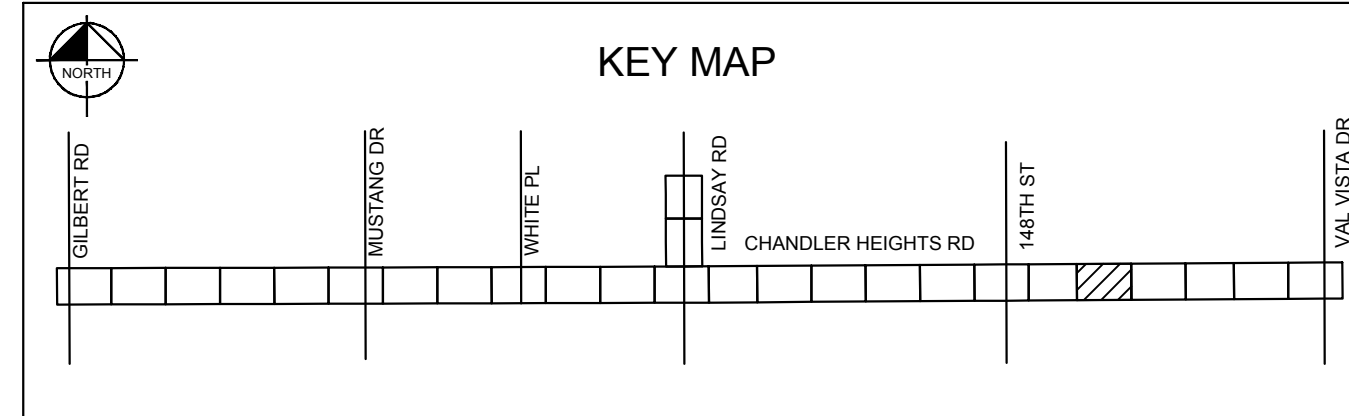 NORTH
KEY MAP
GILBERT RD
MUSTANG DR
WHITE PL
LINDSAY RD
CHANDLER HEIGHTS RD
148TH ST
VAL VISTA DR